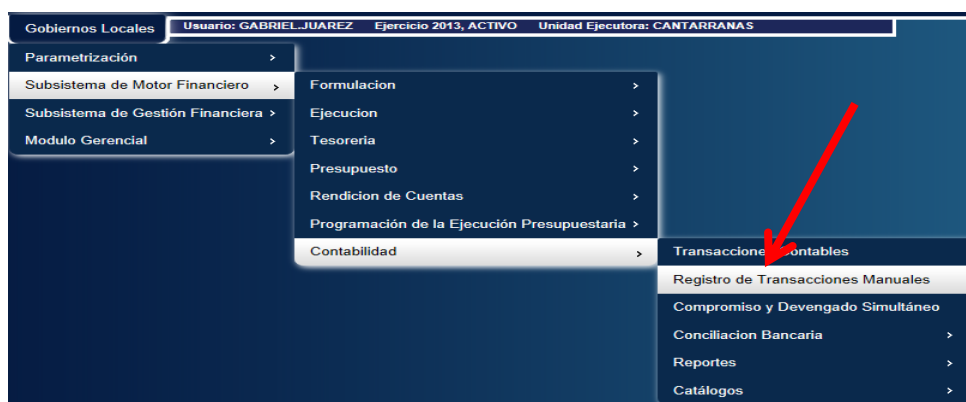 Gobiernos Locales
Usuario: GABRIEL.JUAREZ Ejercicio 2013, ACTIVO Unidad Ejecutora: CANTARRANAS
Parametrización >
Subsistema de Motor Financiero >
Subsistema de Gestión Financiera >
Modulo Gerencial >
Formulacion >
Ejecucion >
Tesoreria >
Presupuesto >
Rendicion de Cuentas >
Programación de la Ejecución Presupuestaria >
Contabilidad >
Transacciones Contables
Registro de Transacciones Manuales
Compromiso y Devengado Simultáneo
Conciliacion Bancaria >
Reportes >
Catálogos >